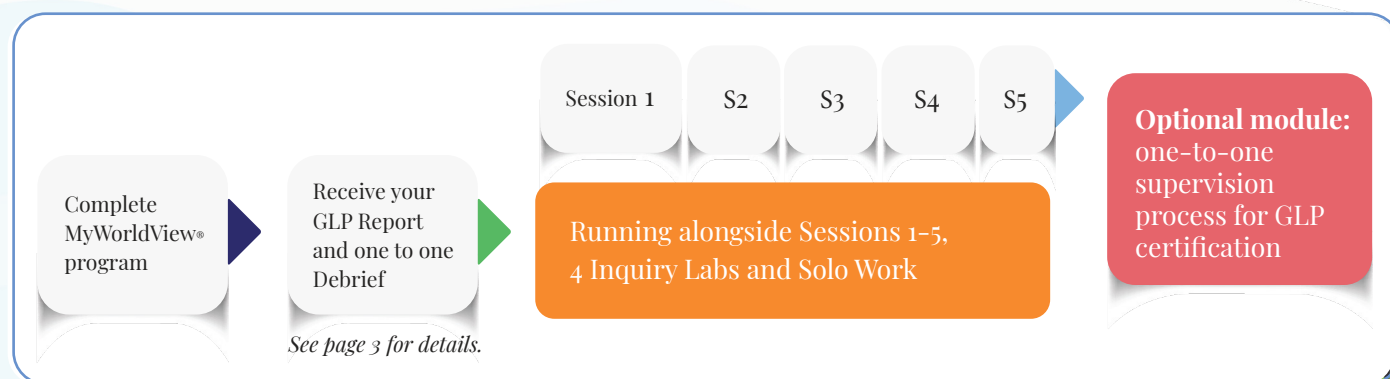 Complete
MyWorldView®
program
Receive your
GLP Report
and one to one
Debrief
See page 3 for details.
Session 1
S2
S3
S4
S5
Running alongside Sessions 1-5,
4 Inquiry Labs and Solo Work
Optional module:
one-to-one
supervision
process for GLP
certification